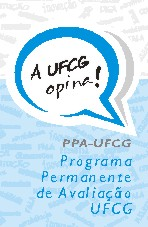 A UFCG
opina!
PPA-UFCG
Programa
Permanente
de Avaliação
UFCG